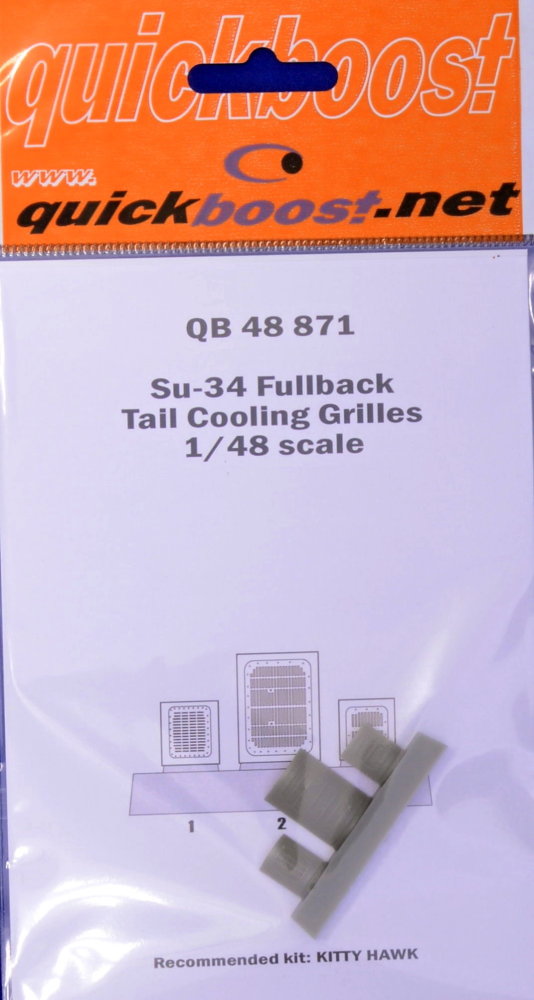 quickboost
www.
quickboost.net
QB 48 871
Su-34 Fullback
Tail Cooling Grilles
1/48 scale
1 2
Recommended kit: KITTY HAWK